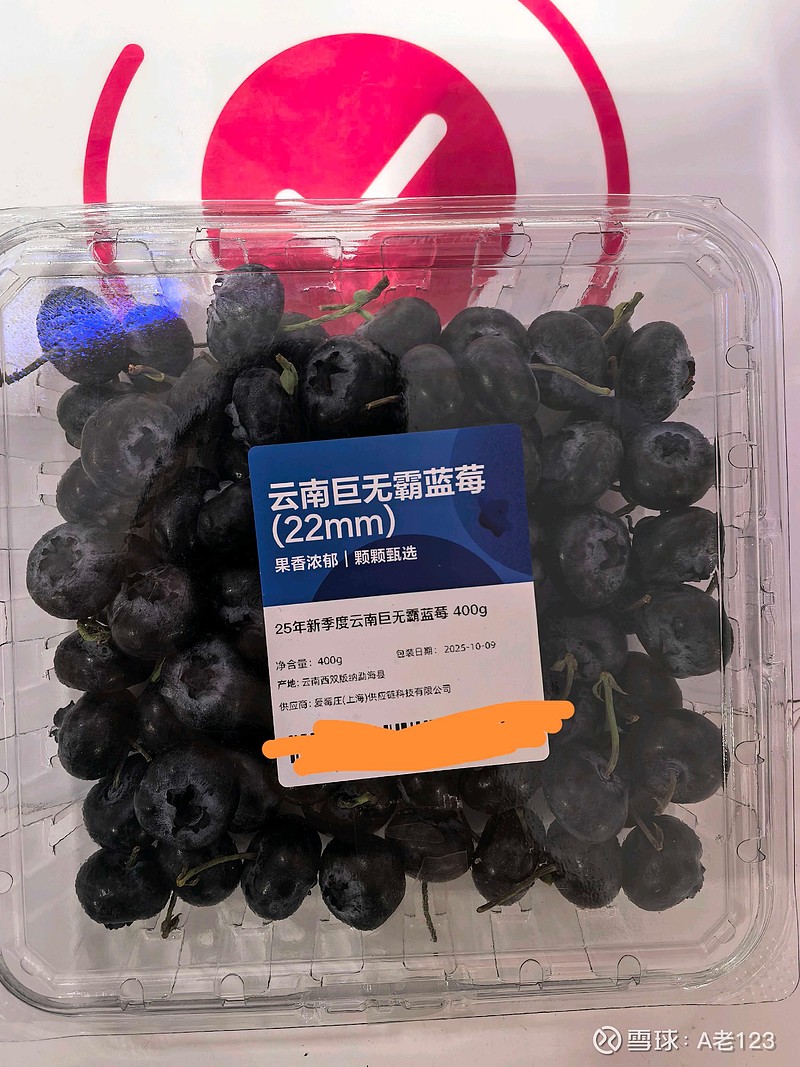 云南巨无霸蓝莓
(22mm)
果香浓郁 | 颗颗甄选
25年新季度云南巨无霸蓝莓 400g
净含量：400g 包装日期：2025-10-09
产地：云南西双版纳勐海县
供应商：爱莓庄(上海)供应链科技有限公司
雪球：A老123